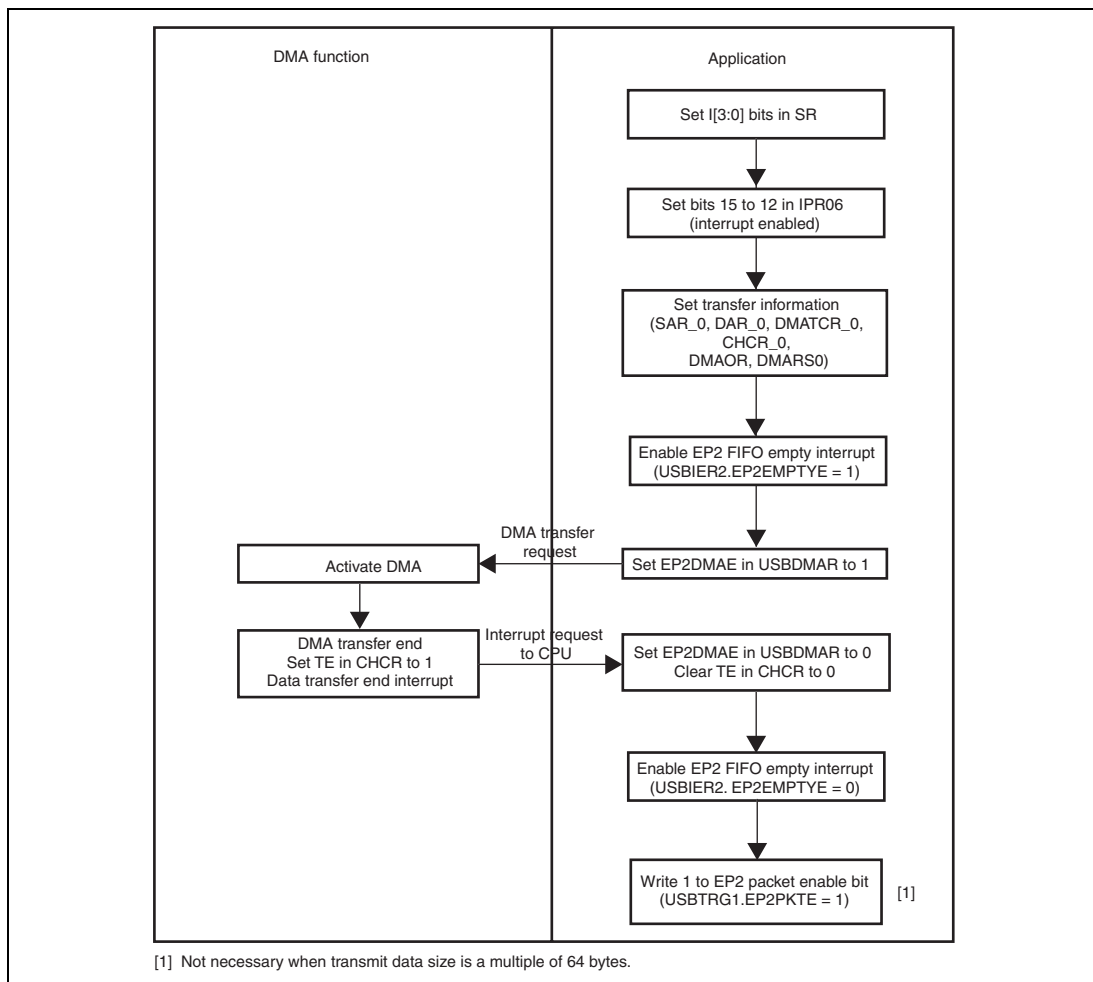 DMA function
Application
Set I[3:0] bits in SR
Set bits 15 to 12 in IPR06
(interrupt enabled)
Set transfer information
(SAR_0, DAR_0, DMATCR_0,
CHCR_0,
DMAOR, DMARS0)
Enable EP2 FIFO empty interrupt
(USBIER2.EP2EMPTYE = 1)
DMA transfer
request
Activate DMA
Set EP2DMAE in USBDMAR to 1
DMA transfer end
Set TE in CHCR to 1
Data transfer end interrupt
Interrupt request
to CPU
Set EP2DMAE in USBDMAR to 0
Clear TE in CHCR to 0
Enable EP2 FIFO empty interrupt
(USBIER2. EP2EMPTYE = 0)
Write 1 to EP2 packet enable bit
(USBTRG1.EP2PKTE = 1)
[1]
[1] Not necessary when transmit data size is a multiple of 64 bytes.